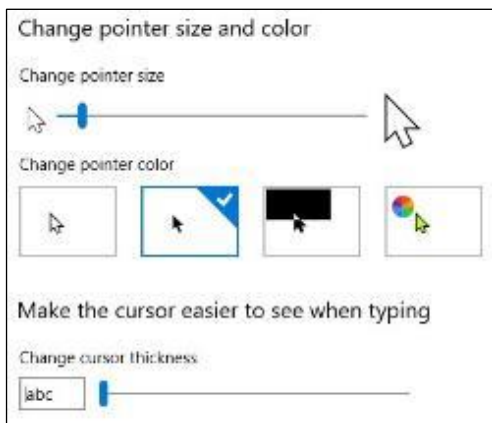 Change pointer size and color
Change pointer size
Change pointer color
Make the cursor easier to see when typing
Change cursor thickness
abc